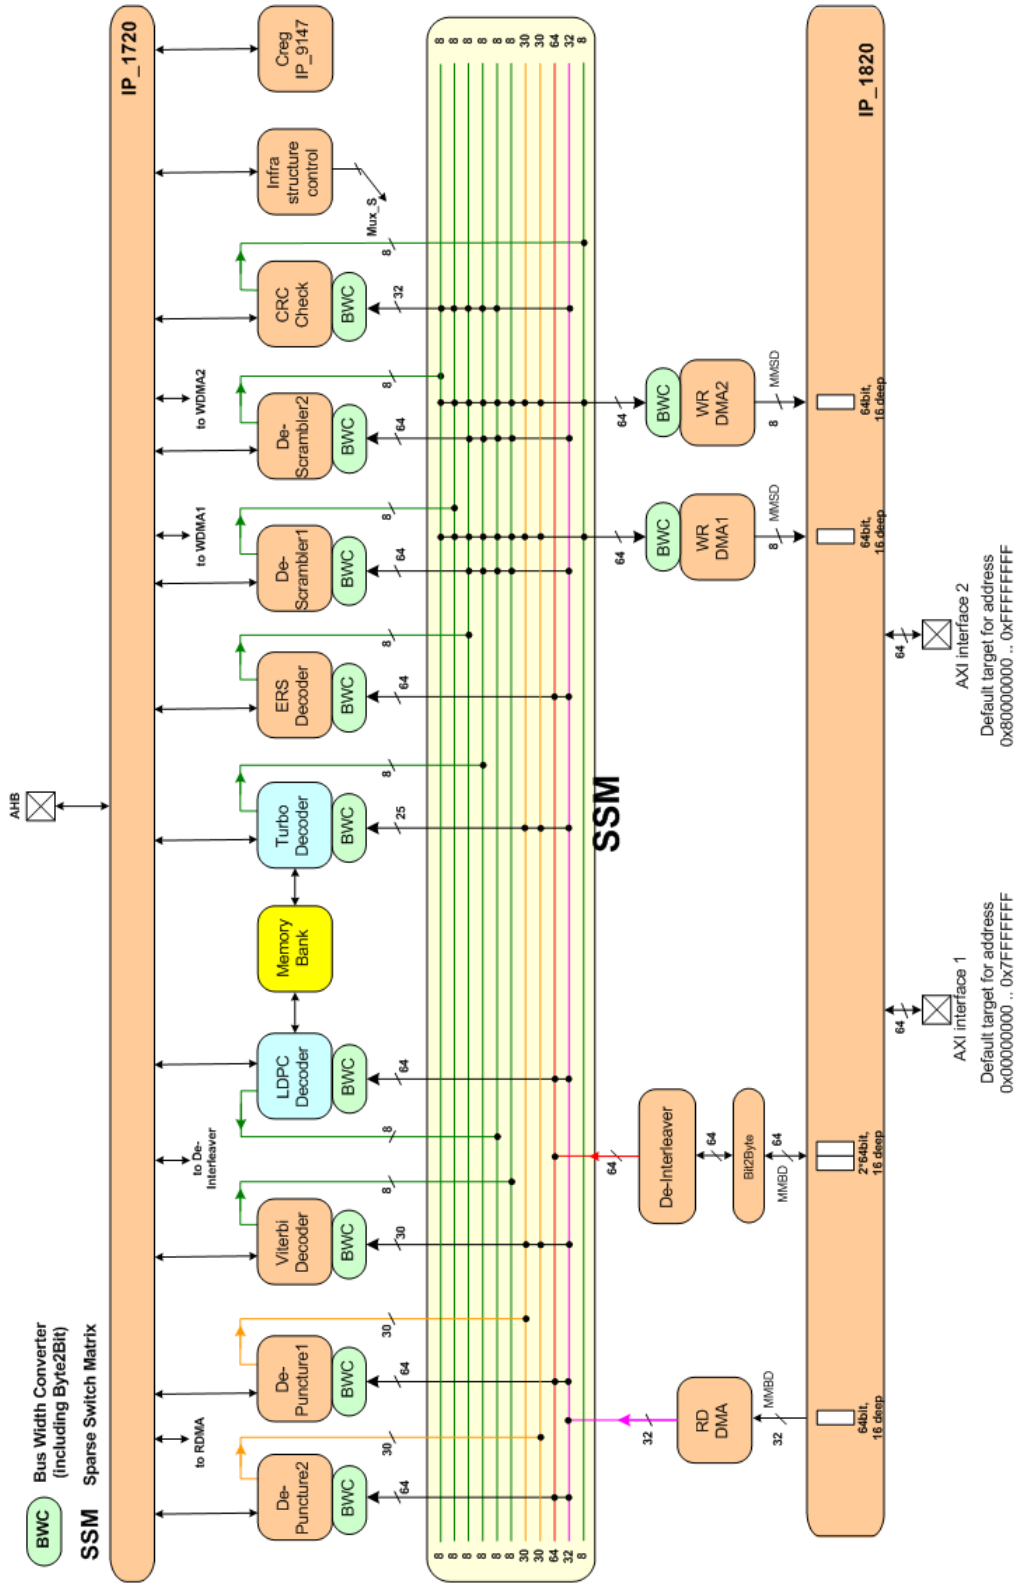 BWC
Bus Width Converter
(including Byte2Bit)
SSM
Sparse Switch Matrix
AHB
IP_1720
to RDMA
to De-
Interleaver
to WDMA1
to WDMA2
De-
Puncture2
BWC
64
30
De-
Puncture1
BWC
64
30
Viterbi
Decoder
BWC
30
8
LDPC
Decoder
BWC
64
8
Memory
Bank
Turbo
Decoder
BWC
25
8
ERS
Decoder
BWC
64
8
De-
Scrambler1
BWC
64
8
De-
Scrambler2
BWC
64
8
CRC
Check
BWC
32
8
Infra
structure
control
Mux_S
Creg
IP_9147
8
8
8
8
8
8
30
30
64
32
8
8
8
8
8
8
8
30
30
64
32
8
SSM
32
RD
DMA
32
MMBD
64
De-Interleaver
64
Bit2Byte
64
MMBD
64
BWC
WR
DMA1
8
MMSD
64
BWC
WR
DMA2
8
MMSD
IP_1820
64bit,
16 deep
2*64bit,
16 deep
64bit,
16 deep
64bit,
16 deep
64
AXI interface 1
Default target for address
0x00000000 .. 0x7FFFFFFF
64
AXI interface 2
Default target for address
0x80000000 .. 0xFFFFFFFF